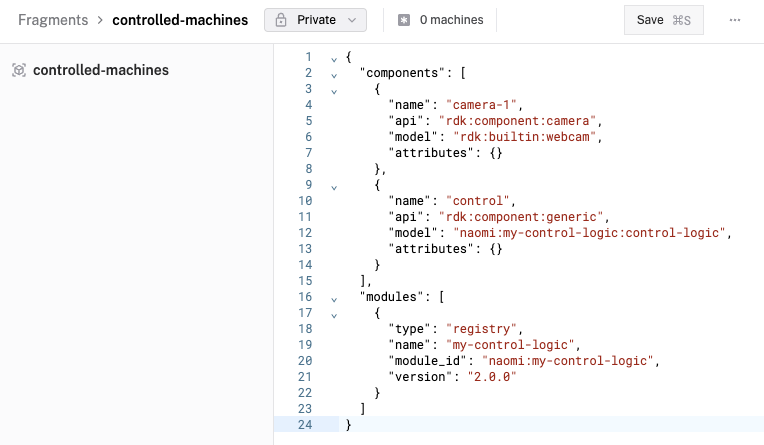 Fragments > controlled-machines Private 0 machines Save ⌘S ...
controlled-machines
1 {
2 "components": [
3 {
4 "name": "camera-1",
5 "api": "rdk:component:camera",
6 "model": "rdk:builtin:webcam",
7 "attributes": {}
8 },
9 {
10 "name": "control",
11 "api": "rdk:component:generic",
12 "model": "naomi:my-control-logic:control-logic",
13 "attributes": {}
14 }
15 ],
16 "modules": [
17 {
18 "type": "registry",
19 "name": "my-control-logic",
20 "module_id": "naomi:my-control-logic",
21 "version": "2.0.0"
22 }
23 ]
24 }